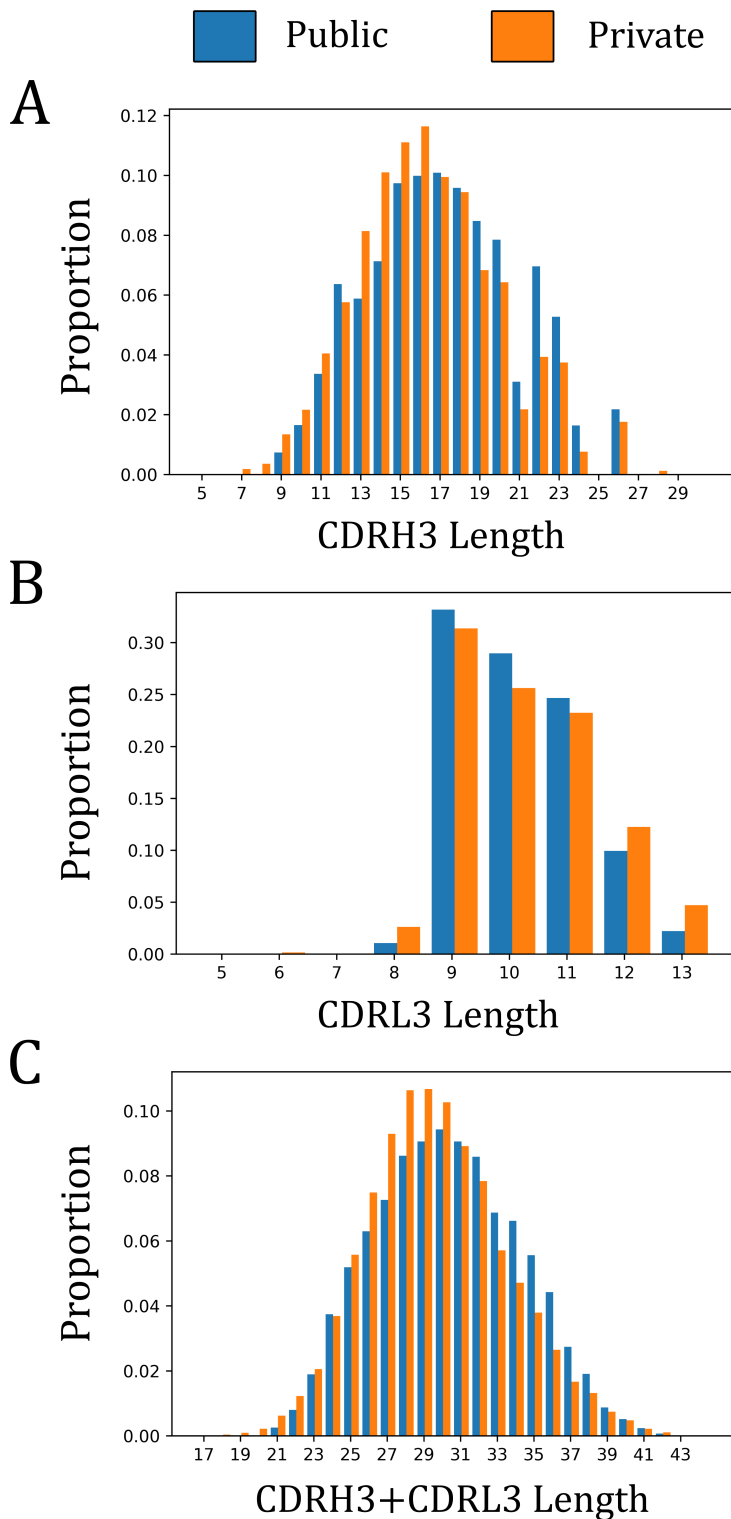 Public Private
A
0.12
0.10
0.08
0.06
0.04
0.02
0.00
Proportion
5 7 9 11 13 15 17 19 21 23 25 27 29
CDRH3 Length
B
0.30
0.25
0.20
0.15
0.10
0.05
0.00
Proportion
5 6 7 8 9 10 11 12 13
CDRL3 Length
C
0.10
0.08
0.06
0.04
0.02
0.00
Proportion
17 19 21 23 25 27 29 31 33 35 37 39 41 43
CDRH3+CDRL3 Length